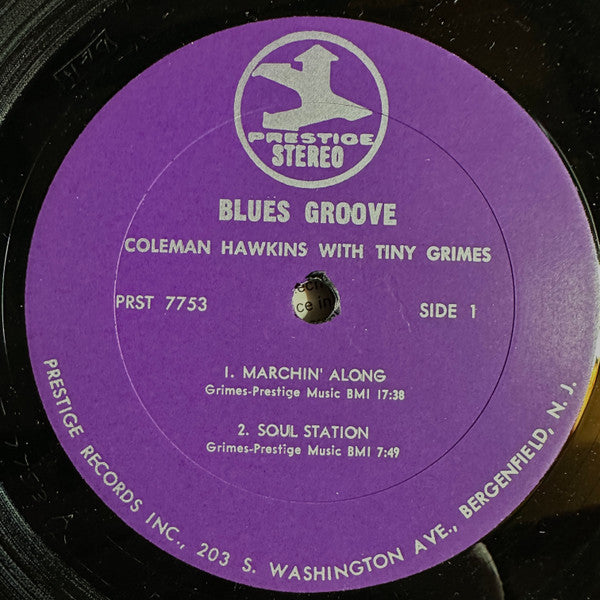 PRESTIGE
STEREO
BLUES GROOVE
COLEMAN HAWKINS WITH TINY GRIMES
PRST 7753
SIDE 1
1. MARCHIN' ALONG
Grimes-Prestige Music BMI 17:38
2. SOUL STATION
Grimes-Prestige Music BMI 7:49
PRESTIGE RECORDS INC., 203 S. WASHINGTON AVE., BERGENFIELD, N. J.
ce in